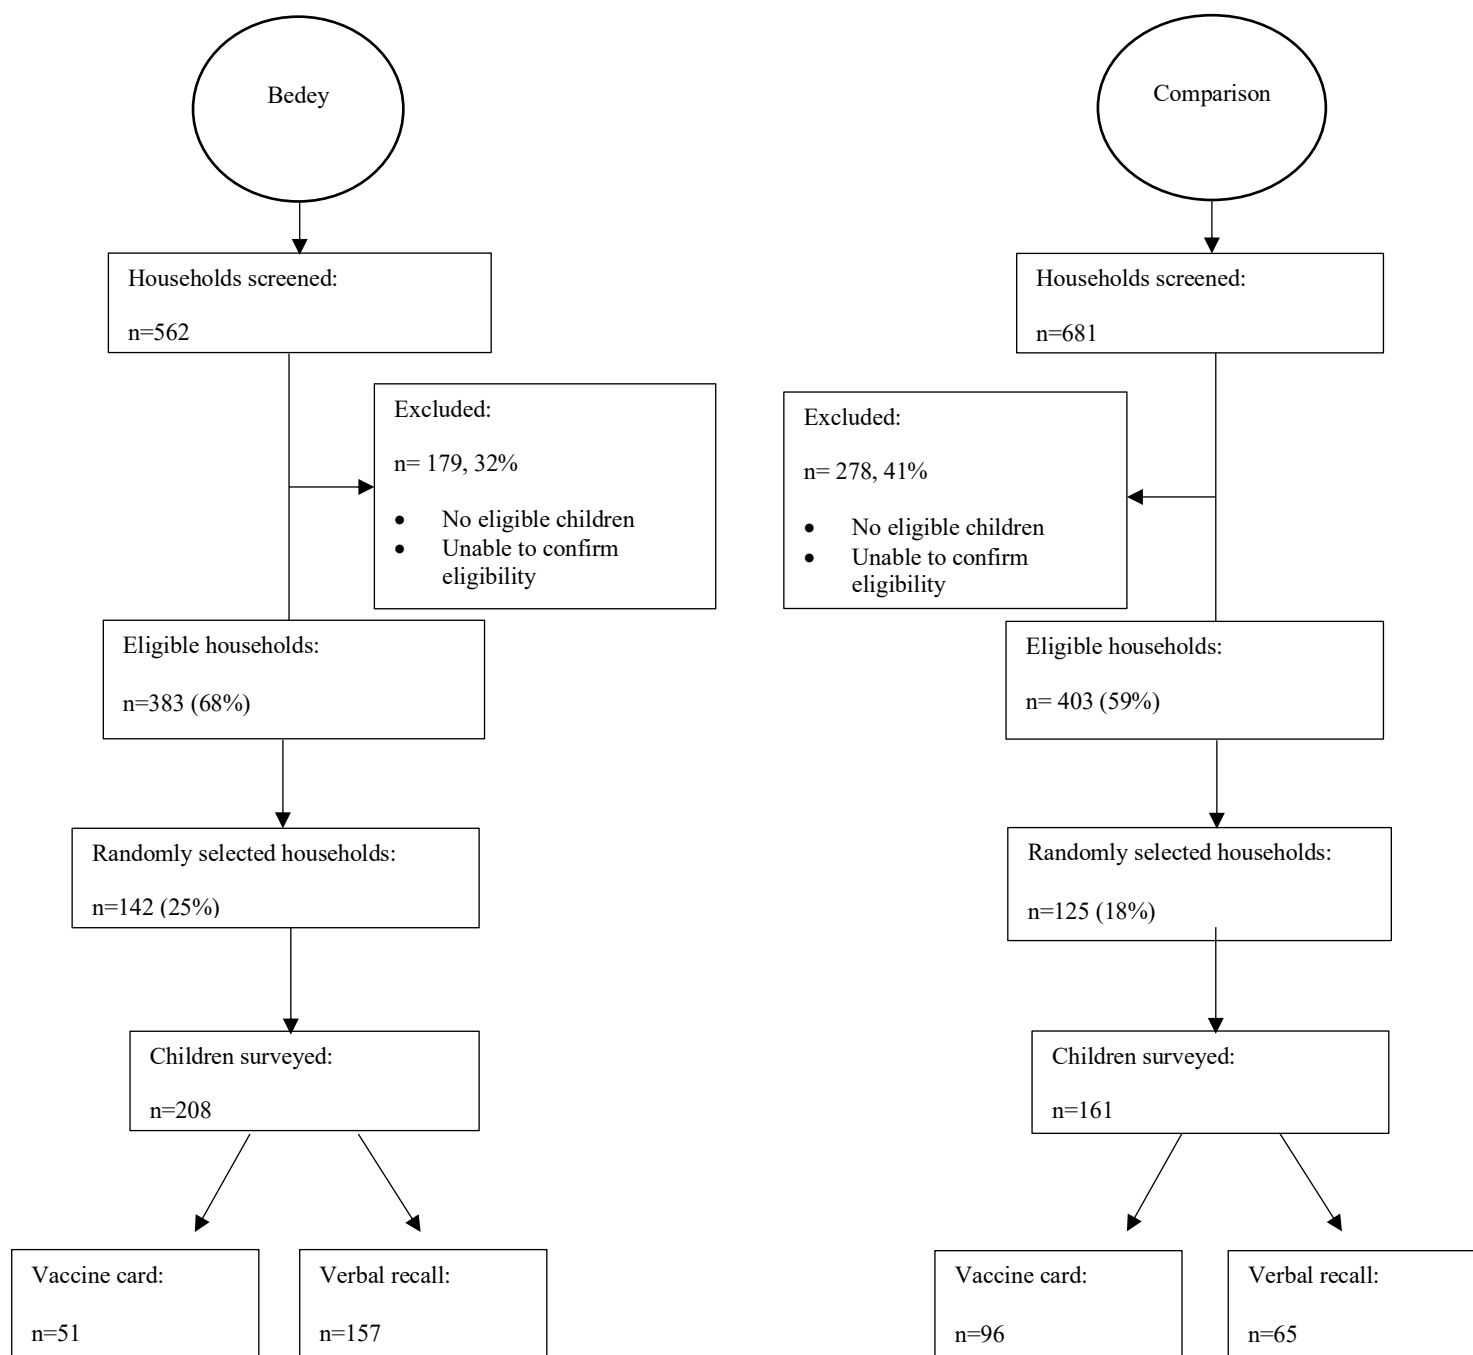 Bedey
Households screened:
n=562
Excluded:
n= 179, 32%
• No eligible children
• Unable to confirm
eligibility
Eligible households:
n=383 (68%)
Randomly selected households:
n=142 (25%)
Children surveyed:
n=208
Vaccine card:
n=51
Verbal recall:
n=157
Comparison
Households screened:
n=681
Excluded:
n= 278, 41%
• No eligible children
• Unable to confirm
eligibility
Eligible households:
n= 403 (59%)
Randomly selected households:
n=125 (18%)
Children surveyed:
n=161
Vaccine card:
n=96
Verbal recall:
n=65